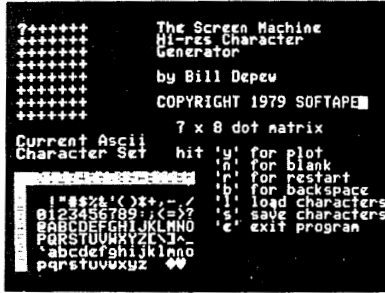 ?++++++ The Screen Machine
+++++++ Hi-res Character
+++++++ Generator
+++++++
+++++++ by Bill Depew
+++++++
+++++++ COPYRIGHT 1979 SOFTAPE
+++++++
7 x 8 dot matrix
Current Ascii
Character Set hit 'y' for plot
'n' for blank
'r' for restart
'b' for backspace
'l' load characters
's' save characters
'e' exit program
!"#$%&'()*+,-./
0123456789:;<=>?
@ABCDEFGHIJKLMNO
PQRSTUVWXYZ[\]^_
`abcdefghijklmno
pqrstuvwxyz